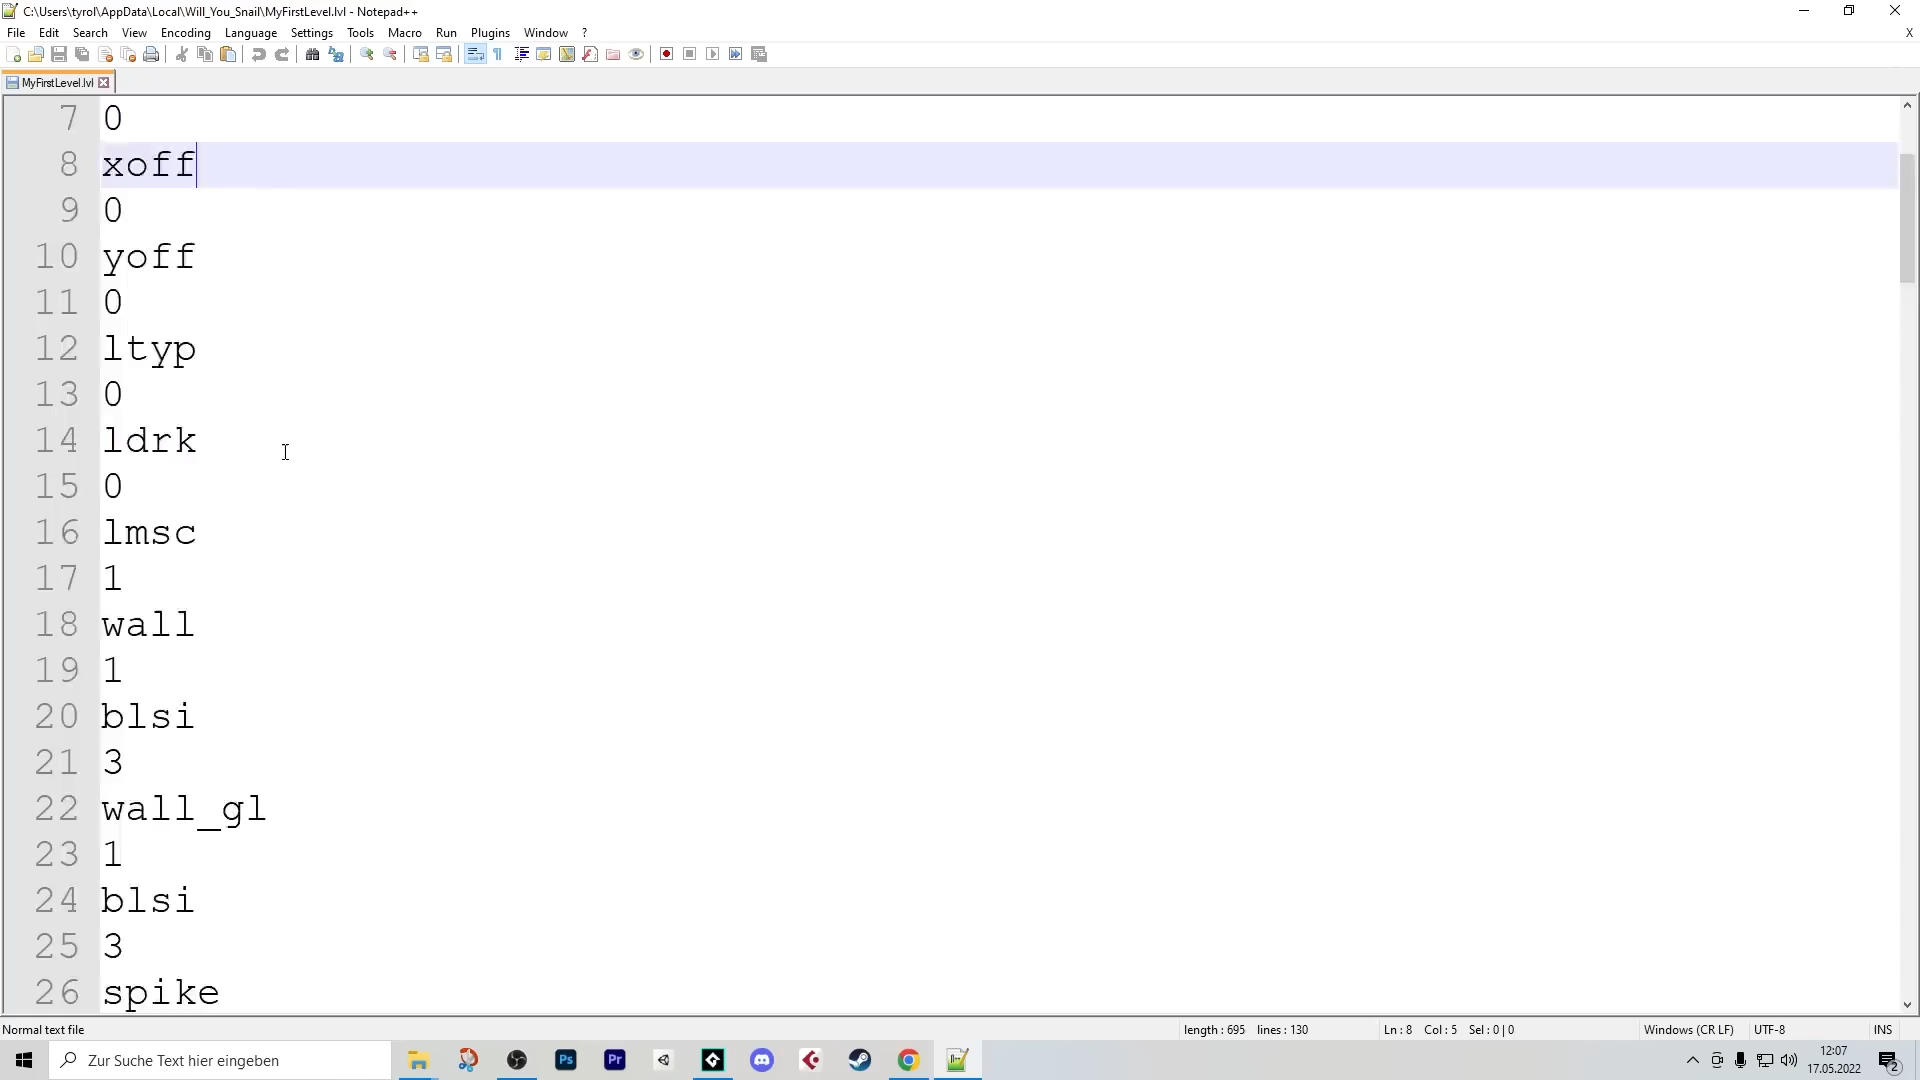 C:\Users\tyrol\AppData\Local\Will_You_Snail\MyFirstLevel.lvl - Notepad++
File Edit Search View Encoding Language Settings Tools Macro Run Plugins Window ? X
MyFirstLevel.lvl
7 0
8 xoff
9 0
10 yoff
11 0
12 ltyp
13 0
14 ldrk
15 0
16 lmsc
17 1
18 wall
19 1
20 blsi
21 3
22 wall_gl
23 1
24 blsi
25 3
26 spike
Normal text file length : 695 lines : 130 Ln : 8 Col : 5 Sel : 0 | 0 Windows (CR LF) UTF-8 INS
Zur Suche Text hier eingeben
Ps
Pr
12:07
17.05.2022
2